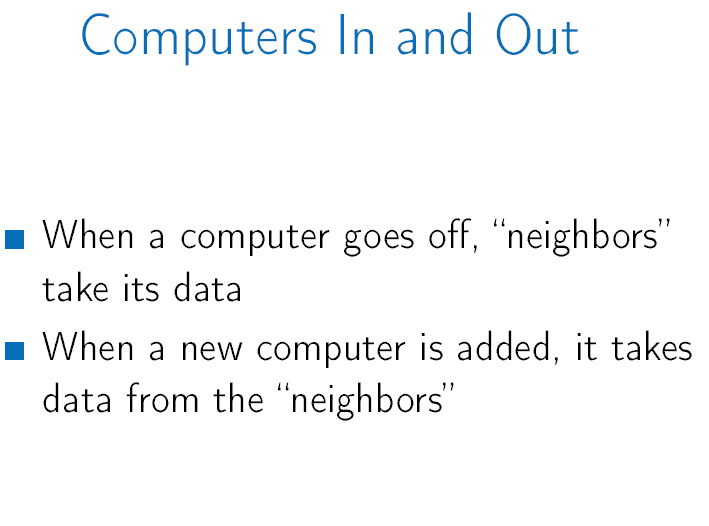 Computers In and Out
When a computer goes off, “neighbors”
take its data
When a new computer is added, it takes
data from the “neighbors”